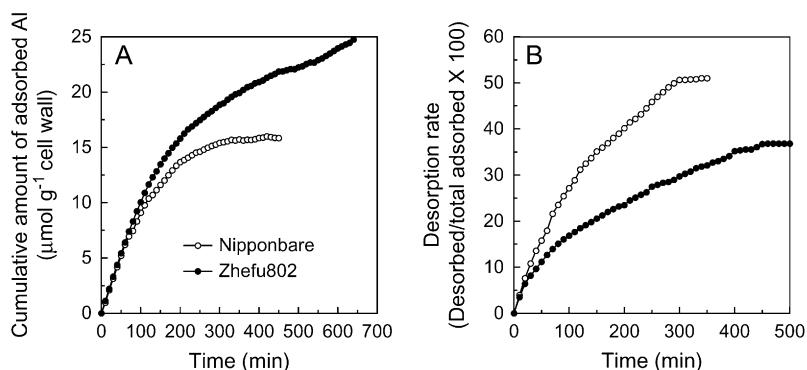 Cumulative amount of adsorbed Al
(μmol g-1 cell wall)
25
20
15
10
5
0
A
Nipponbare
Zhefu802
0 100 200 300 400 500 600 700
Time (min)
Desorption rate
(Desorbed/total adsorbed X 100)
60
50
40
30
20
10
0
B
0 100 200 300 400 500
Time (min)